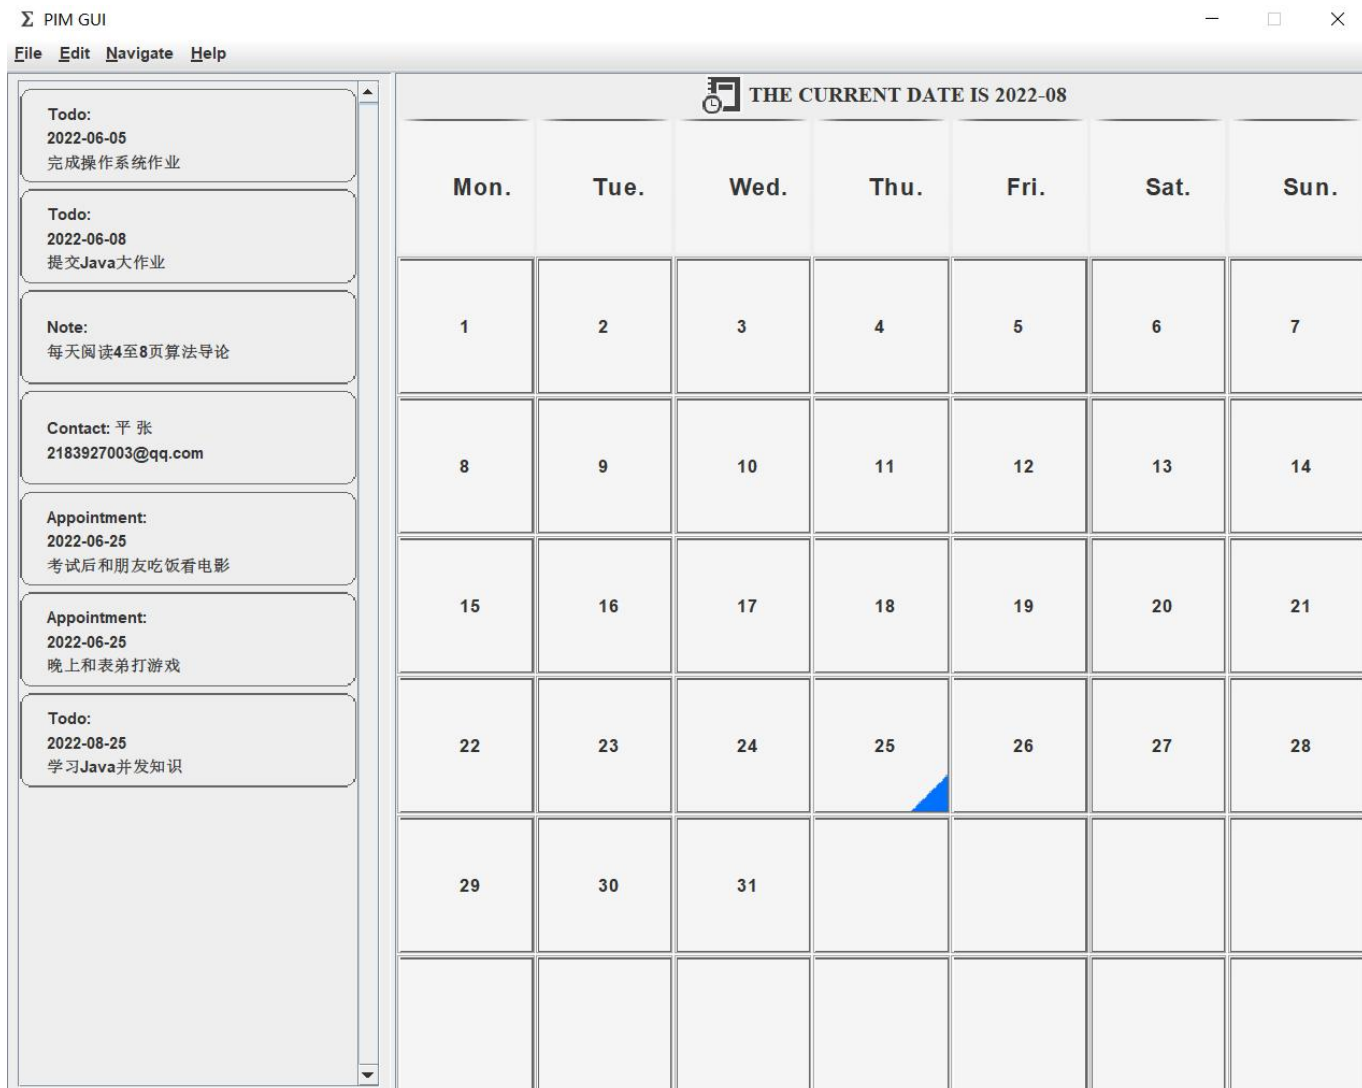 Σ PIM GUI
File Edit Navigate Help
Todo:
2022-06-05
完成操作系统作业
Todo:
2022-06-08
提交Java大作业
Note:
每天阅读4至8页算法导论
Contact: 平 张
2183927003@qq.com
Appointment:
2022-06-25
考试后和朋友吃饭看电影
Appointment:
2022-06-25
晚上和表弟打游戏
Todo:
2022-08-25
学习Java并发知识
THE CURRENT DATE IS 2022-08
Mon. Tue. Wed. Thu. Fri. Sat. Sun.
1 2 3 4 5 6 7
8 9 10 11 12 13 14
15 16 17 18 19 20 21
22 23 24 25 26 27 28
29 30 31